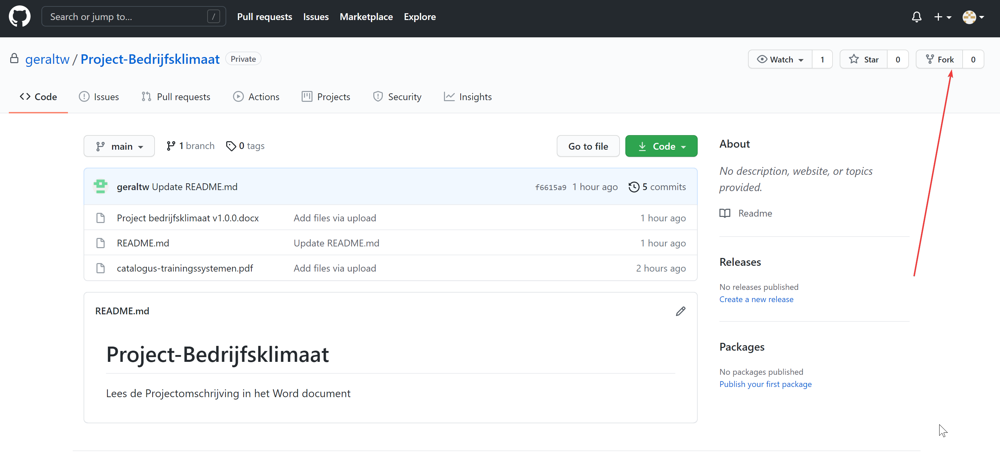 Search or jump to... / Pull requests Issues Marketplace Explore
geraltw / Project-Bedrijfsklimaat Private Watch 1 Star 0 Fork 0
Code Issues Pull requests Actions Projects Security Insights
main 1 branch 0 tags Go to file Code
geraltw Update README.md f6615a9 1 hour ago 5 commits
Project bedrijfsklimaat v1.0.0.docx Add files via upload 1 hour ago
README.md Update README.md 1 hour ago
catalogus-trainingssystemen.pdf Add files via upload 2 hours ago
README.md
Project-Bedrijfsklimaat
Lees de Projectomschrijving in het Word document
About
No description, website, or topics
provided.
Readme
Releases
No releases published
Create a new release
Packages
No packages published
Publish your first package